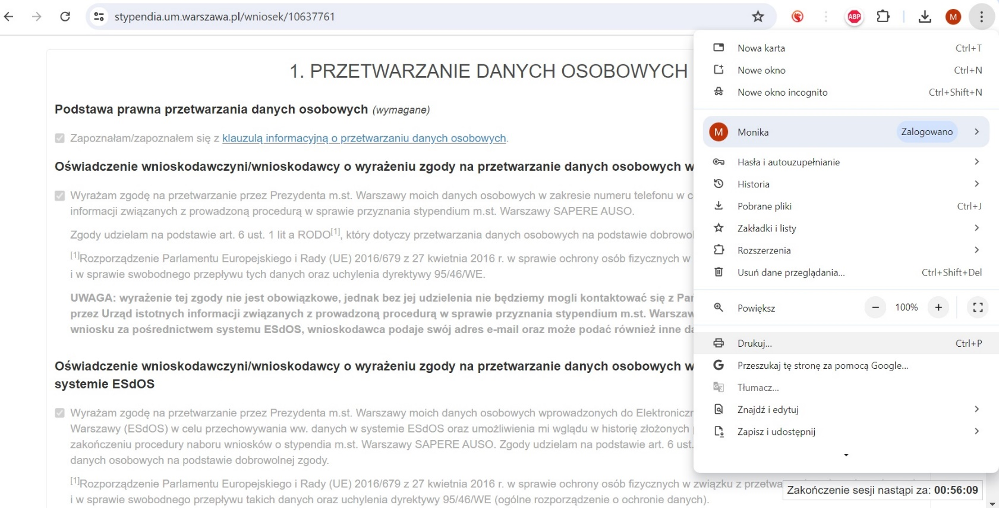 stypendia.um.warszawa.pl/wniosek/10637761
ABP
M
1. PRZETWARZANIE DANYCH OSOBOWYCH
Podstawa prawna przetwarzania danych osobowych (wymagane)
Zapoznałam/zapoznałem się z klauzulą informacyjną o przetwarzaniu danych osobowych.
Oświadczenie wnioskodawczyni/wnioskodawcy o wyrażeniu zgody na przetwarzanie danych osobowych w
Wyrażam zgodę na przetwarzanie przez Prezydenta m.st. Warszawy moich danych osobowych w zakresie numeru telefonu w c
informacji związanych z prowadzoną procedurą w sprawie przyznania stypendium m.st. Warszawy SAPERE AUSO.
Zgody udzielam na podstawie art. 6 ust. 1 lit a RODO[1], który dotyczy przetwarzania danych osobowych na podstawie dobrowol
[1]Rozporządzenie Parlamentu Europejskiego i Rady (UE) 2016/679 z 27 kwietnia 2016 r. w sprawie ochrony osób fizycznych w
i w sprawie swobodnego przepływu tych danych oraz uchylenia dyrektywy 95/46/WE.
UWAGA: wyrażenie tej zgody nie jest obowiązkowe, jednak bez jej udzielenia nie będziemy mogli kontaktować się z Par
przez Urząd istotnych informacji związanych z prowadzoną procedurą w sprawie przyznania stypendium m.st. Warszaw
wniosku za pośrednictwem systemu ESdOS, wnioskodawca podaje swój adres e-mail oraz może podać również inne da
Oświadczenie wnioskodawczyni/wnioskodawcy o wyrażeniu zgody na przetwarzanie danych osobowych w
systemie ESdOS
Wyrażam zgodę na przetwarzanie przez Prezydenta m.st. Warszawy moich danych osobowych wprowadzonych do Elektroniczn
Warszawy (ESdOS) w celu przechowywania ww. danych w systemie ESdOS oraz umożliwienia mi wglądu w historię złożonych
zakończeniu procedury naboru wniosków o stypendia m.st. Warszawy SAPERE AUSO. Zgody udzielam na podstawie art. 6 ust.
danych osobowych na podstawie dobrowolnej zgody.
[1]Rozporządzenie Parlamentu Europejskiego i Rady (UE) 2016/679 z 27 kwietnia 2016 r. w sprawie ochrony osób fizycznych w związku z przetwa
i w sprawie swobodnego przepływu takich danych oraz uchylenia dyrektywy 95/46/WE (ogólne rozporządzenie o ochronie danych).
Nowa karta Ctrl+T
Nowe okno Ctrl+N
Nowe okno incognito Ctrl+Shift+N
M Monika Zalogowano
Hasła i autouzupełnianie
Historia
Pobrane pliki Ctrl+J
Zakładki i listy
Rozszerzenia
Usuń dane przeglądania... Ctrl+Shift+Del
Powiększ − 100% +
Drukuj... Ctrl+P
Przeszukaj tę stronę za pomocą Google...
Tłumacz...
Znajdź i edytuj
Zapisz i udostępnij
Zakończenie sesji nastąpi za: 00:56:09